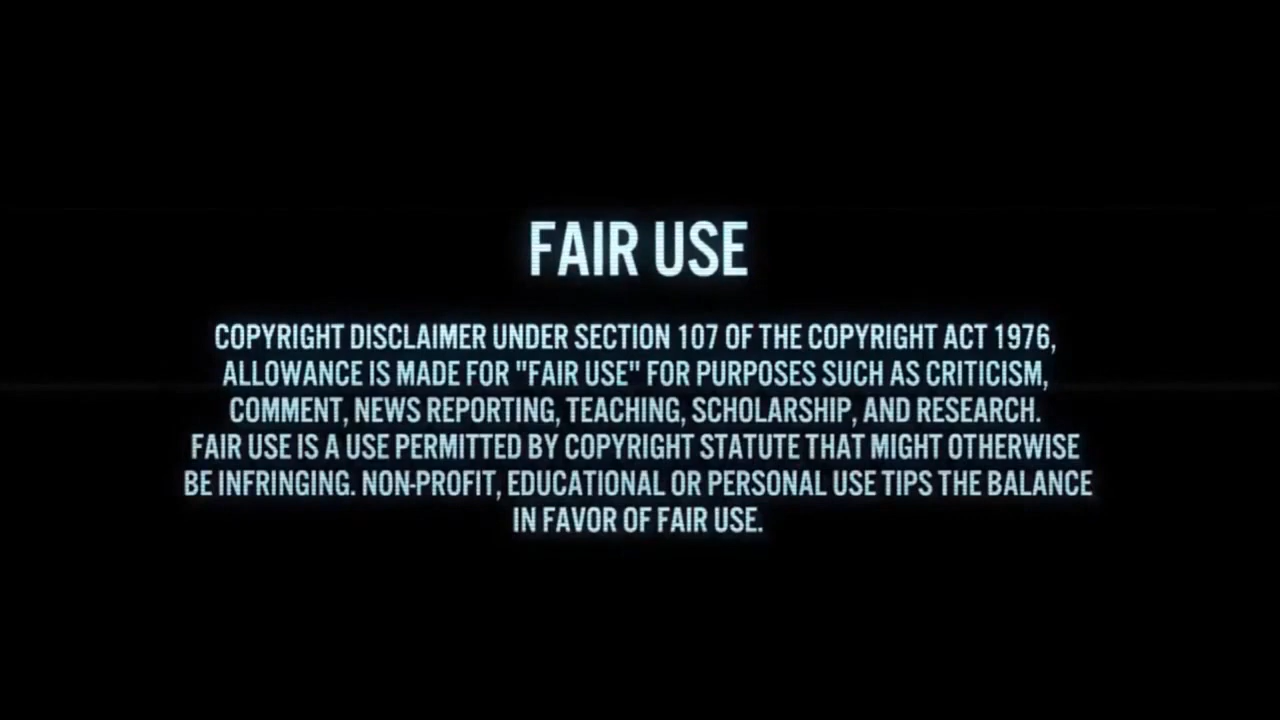 FAIR USE
COPYRIGHT DISCLAIMER UNDER SECTION 107 OF THE COPYRIGHT ACT 1976,
ALLOWANCE IS MADE FOR "FAIR USE" FOR PURPOSES SUCH AS CRITICISM,
COMMENT, NEWS REPORTING, TEACHING, SCHOLARSHIP, AND RESEARCH.
FAIR USE IS A USE PERMITTED BY COPYRIGHT STATUTE THAT MIGHT OTHERWISE
BE INFRINGING. NON-PROFIT, EDUCATIONAL OR PERSONAL USE TIPS THE BALANCE
IN FAVOR OF FAIR USE.